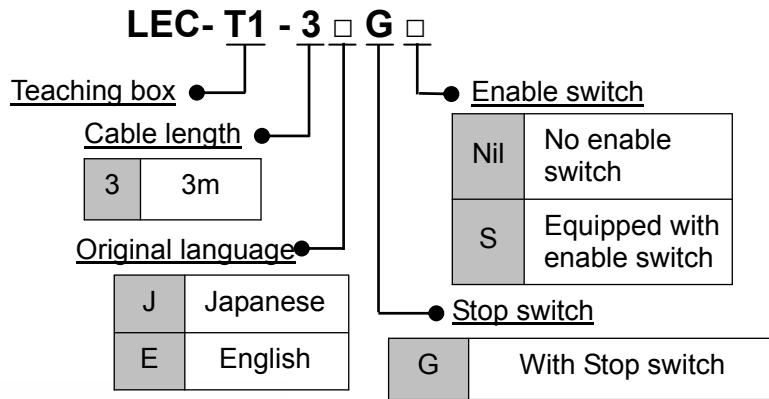 LEC- T1 - 3 □ G □
Teaching box
Enable switch
Cable length
Nil No enable
switch
3 3m
S Equipped with
enable switch
Original language
J Japanese
E English
Stop switch
G With Stop switch